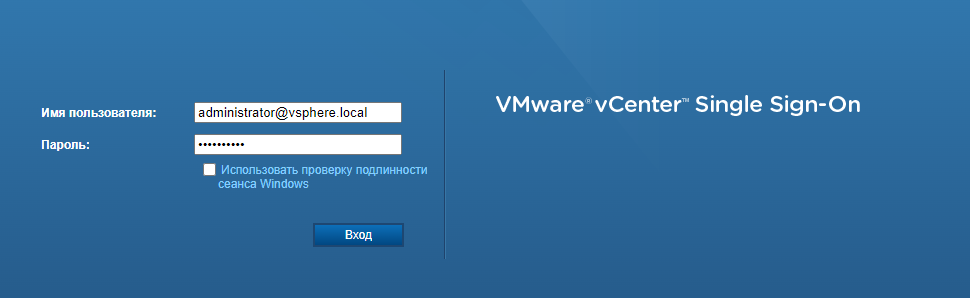 VMware® vCenter™ Single Sign-On
Имя пользователя:
administrator@vsphere.local
Пароль:
••••••••••
Использовать проверку подлинности
сеанса Windows
Вход